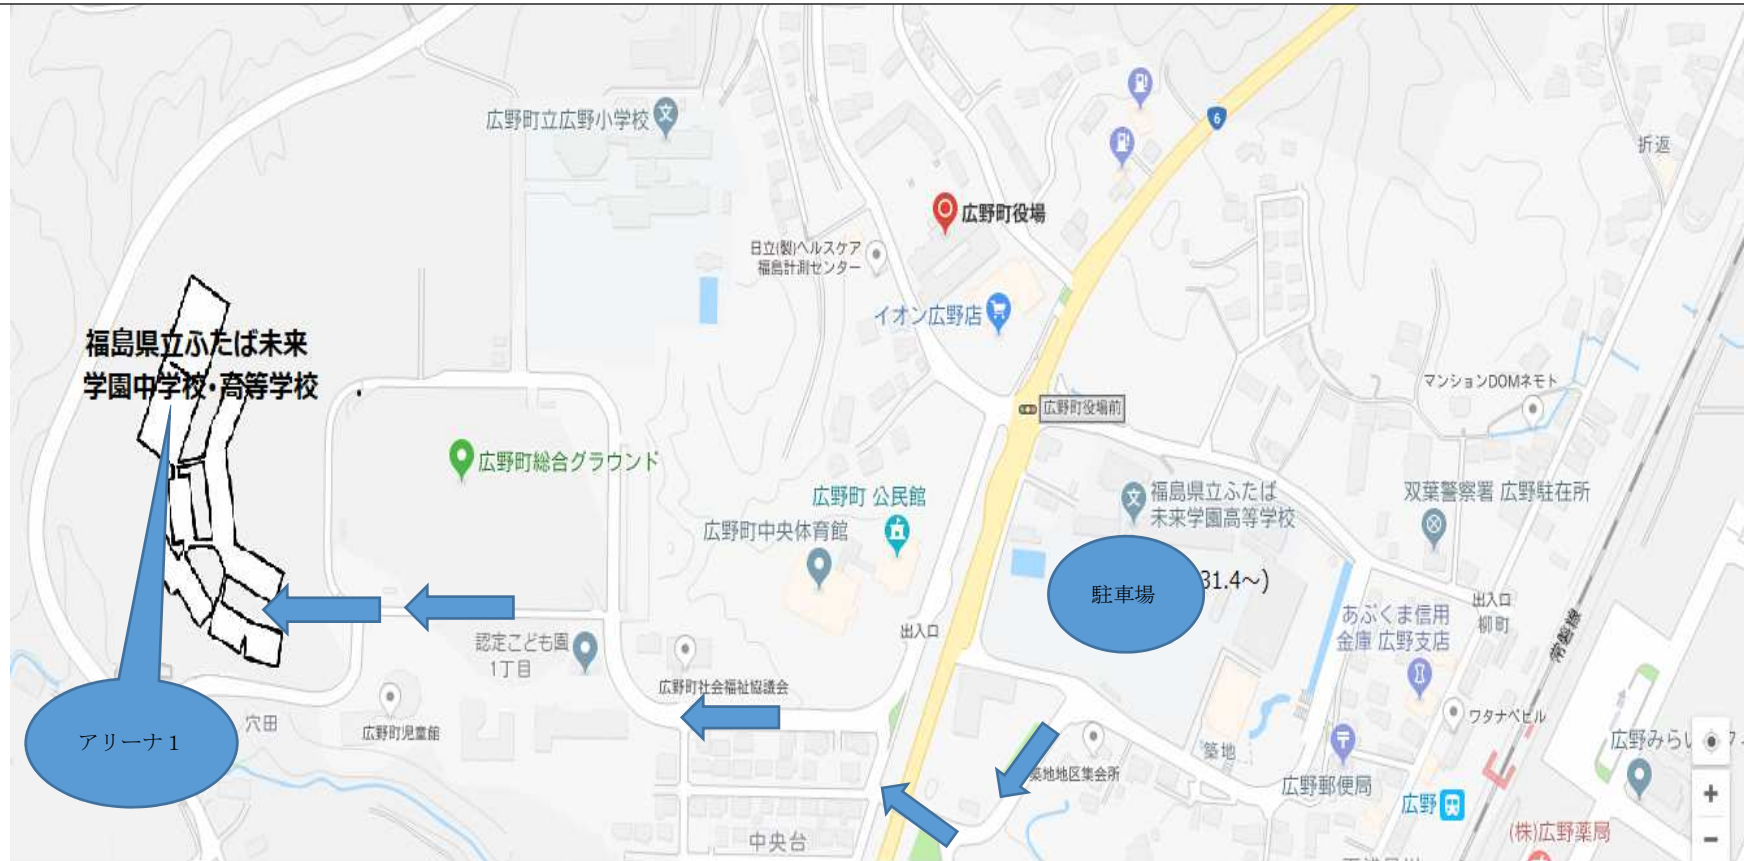 広野町立広野小学校
6
折返
広野町役場
日立(製)ヘルスケア
福島計測センター
イオン広野店
福島県立ふたば未来
学園中学校・高等学校
マンションDOMネモト
広野町役場前
広野町総合グラウンド
広野町 公民館
広野町中央体育館
福島県立ふたば
未来学園高等学校
双葉警察署 広野駐在所
駐車場
31.4～)
出入口
柳町
あぶくま信用
金庫 広野支店
常磐線
認定こども園
1丁目
出入口
広野町社会福祉協議会
穴田
広野町児童館
アリーナ１
ワタナベビル
築地
築地地区集会所
広野郵便局
広野みらい
広野
中央台
(株)広野薬局
+
−